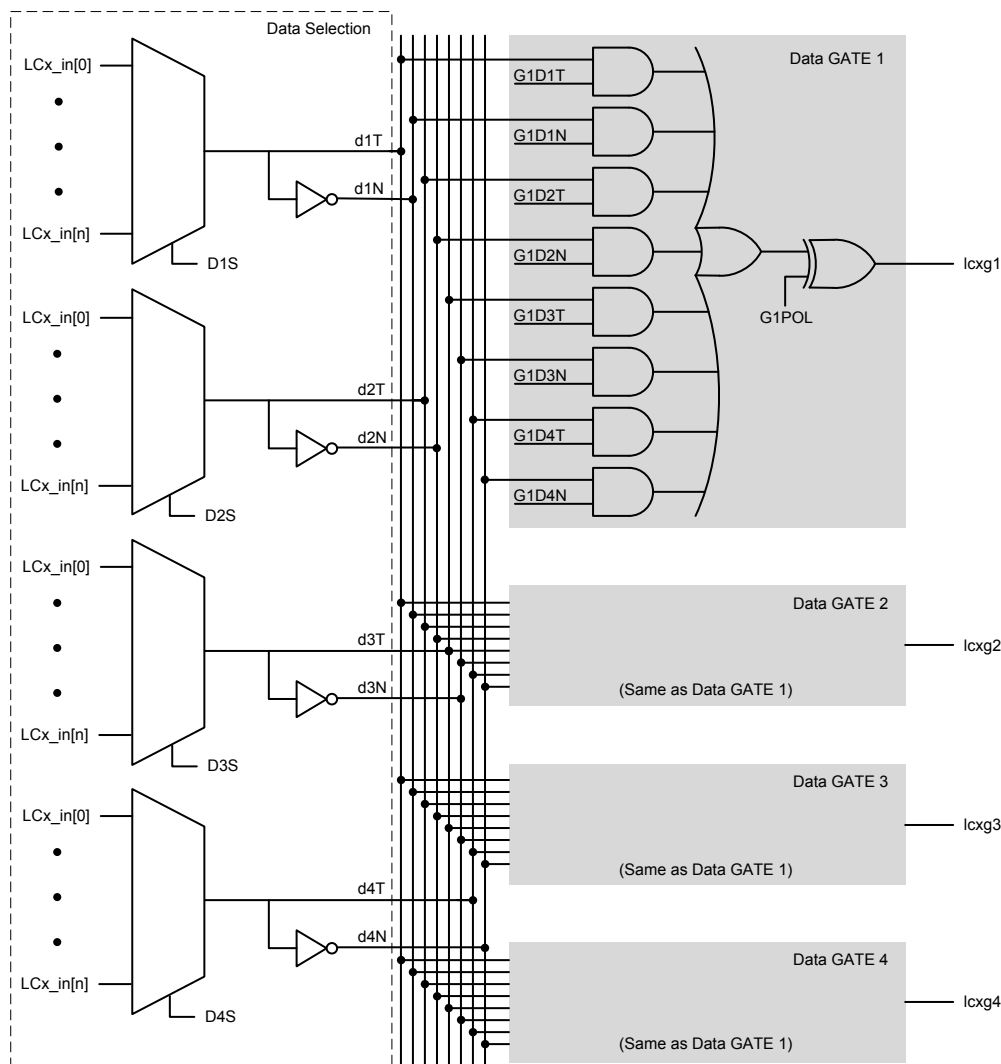 Data Selection
LCx_in[0]
LCx_in[n]
D1S
d1T
d1N
LCx_in[0]
LCx_in[n]
D2S
d2T
d2N
LCx_in[0]
LCx_in[n]
D3S
d3T
d3N
LCx_in[0]
LCx_in[n]
D4S
d4T
d4N
Data GATE 1
G1D1T
G1D1N
G1D2T
G1D2N
G1D3T
G1D3N
G1D4T
G1D4N
G1POL
lcxg1
Data GATE 2
(Same as Data GATE 1)
lcxg2
Data GATE 3
(Same as Data GATE 1)
lcxg3
Data GATE 4
(Same as Data GATE 1)
lcxg4